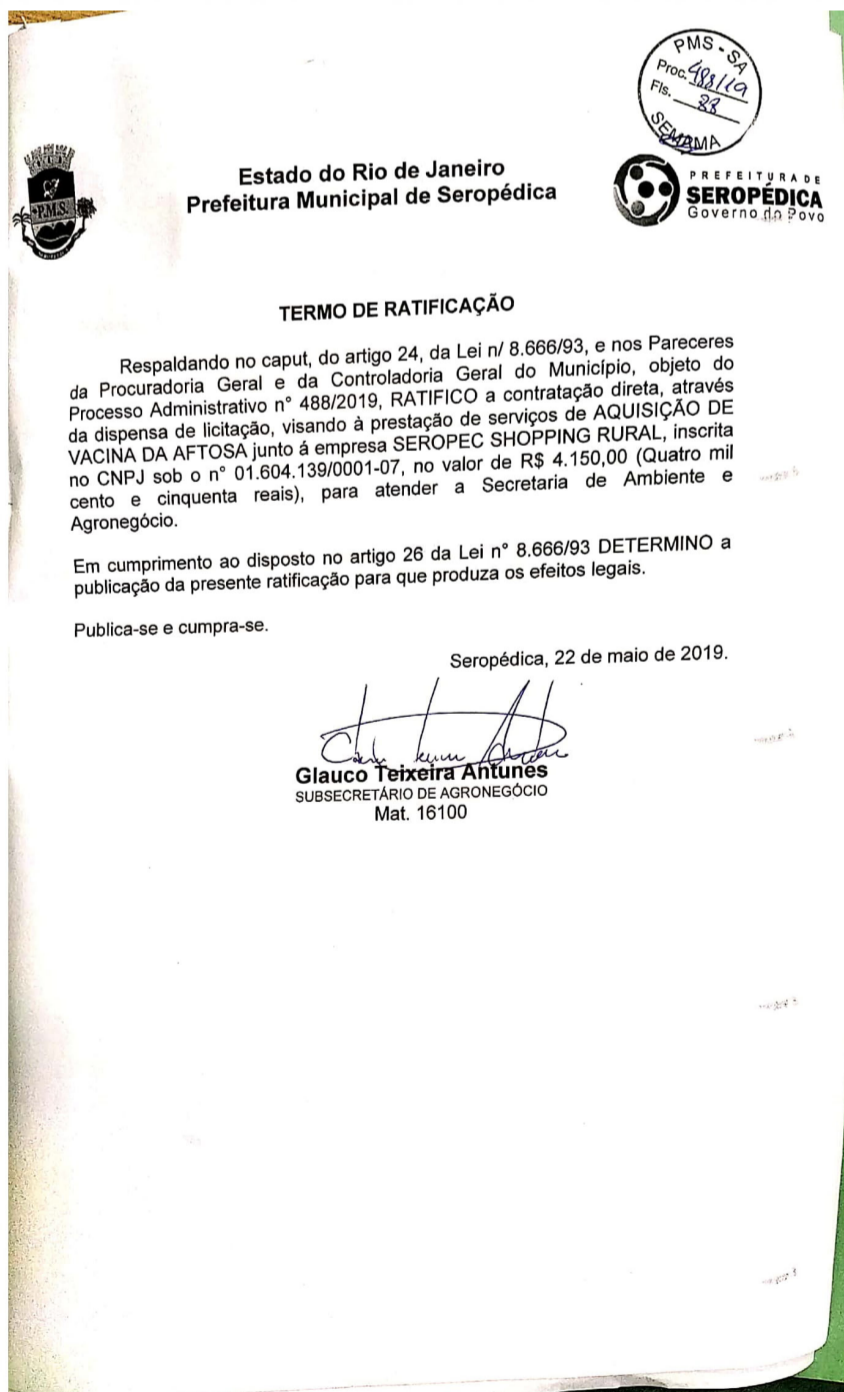 PMS - SA
Proc. 488/19
Fls. 88
SEMAMA
P.M.S.
Estado do Rio de Janeiro
Prefeitura Municipal de Seropédica
PREFEITURA DE
SEROPÉDICA
Governo do Povo
TERMO DE RATIFICAÇÃO
Respaldando no caput, do artigo 24, da Lei n/ 8.666/93, e nos Pareceres
da Procuradoria Geral e da Controladoria Geral do Município, objeto do
Processo Administrativo n° 488/2019, RATIFICO a contratação direta, através
da dispensa de licitação, visando à prestação de serviços de AQUISIÇÃO DE
VACINA DA AFTOSA junto á empresa SEROPEC SHOPPING RURAL, inscrita
no CNPJ sob o n° 01.604.139/0001-07, no valor de R$ 4.150,00 (Quatro mil
cento e cinquenta reais), para atender a Secretaria de Ambiente e
Agronegócio.
Em cumprimento ao disposto no artigo 26 da Lei n° 8.666/93 DETERMINO a
publicação da presente ratificação para que produza os efeitos legais.
Publica-se e cumpra-se.
Seropédica, 22 de maio de 2019.
Glauco Teixeira Antunes
SUBSECRETÁRIO DE AGRONEGÓCIO
Mat. 16100